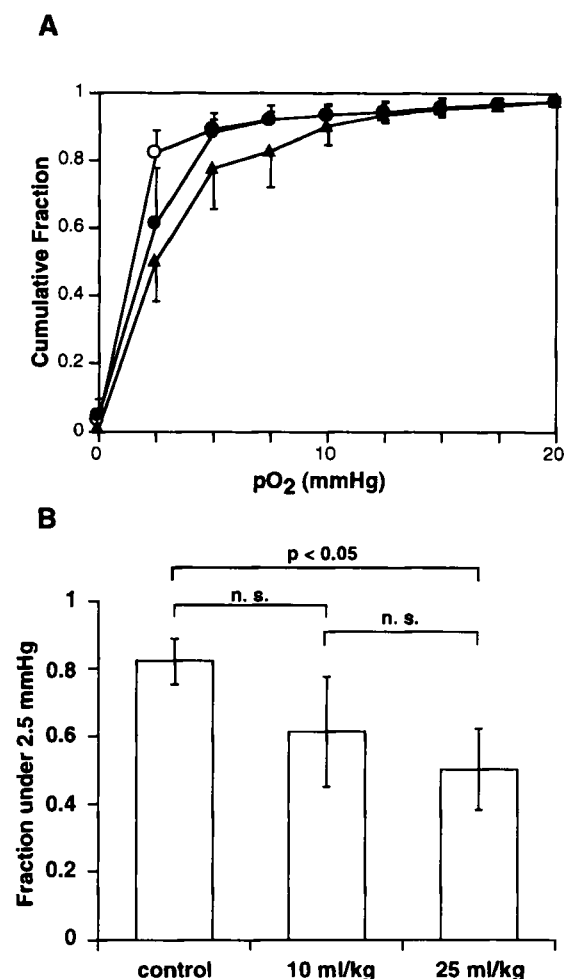 A
Cumulative Fraction
1
0.8
0.6
0.4
0.2
0
0
10
20
pO2 (mmHg)
B
p < 0.05
n. s.
n. s.
Fraction under 2.5 mmHg
1
0.8
0.6
0.4
0.2
0
control
10 ml/kg
25 ml/kg